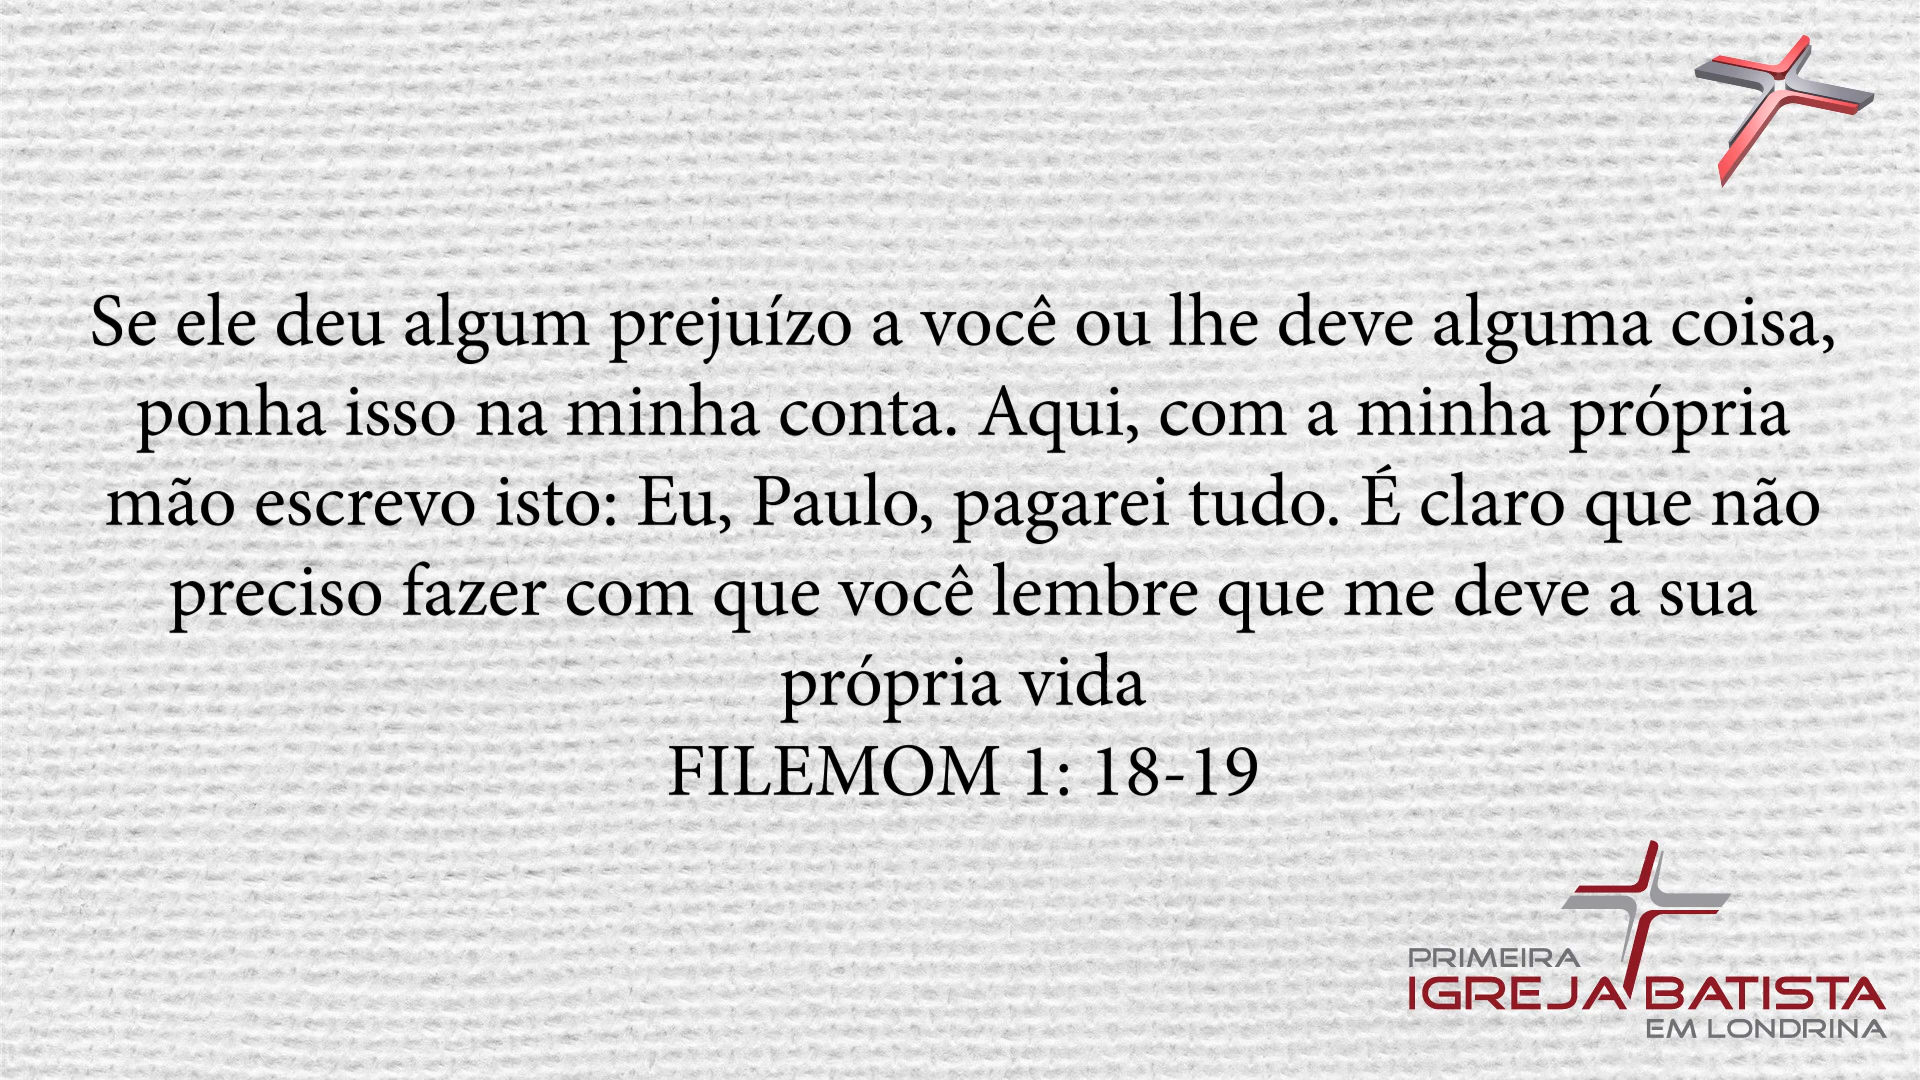 Se ele deu algum prejuízo a você ou lhe deve alguma coisa,
ponha isso na minha conta. Aqui, com a minha própria
mão escrevo isto: Eu, Paulo, pagarei tudo. É claro que não
preciso fazer com que você lembre que me deve a sua
própria vida
FILEMOM 1: 18-19
PRIMEIRA
IGREJA BATISTA
EM LONDRINA